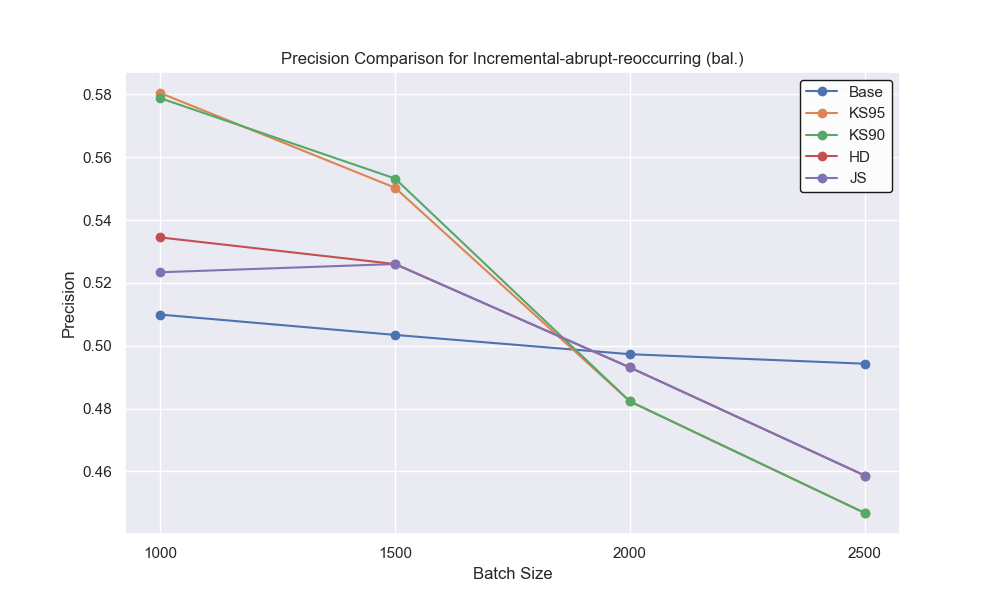 Precision Comparison for Incremental-abrupt-reoccurring (bal.)
0.58
0.56
0.54
0.52
0.50
0.48
0.46
Precision
1000
1500
2000
2500
Batch Size
Base
KS95
KS90
HD
JS